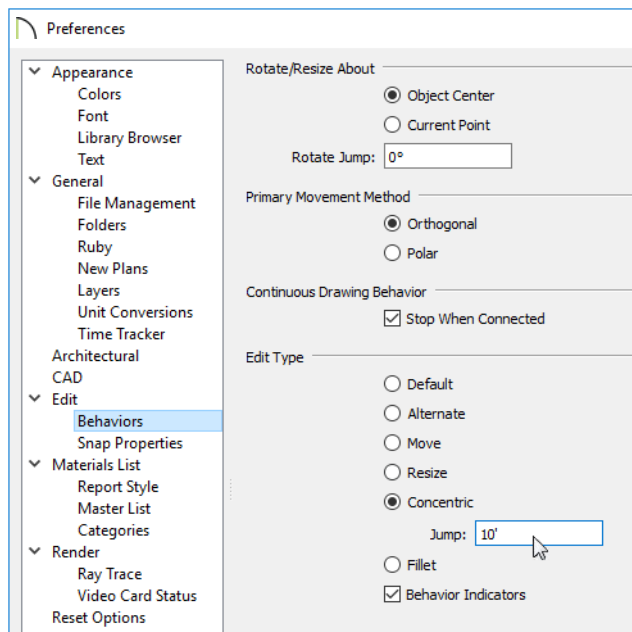 Preferences
Appearance
Colors
Font
Library Browser
Text
General
File Management
Folders
Ruby
New Plans
Layers
Unit Conversions
Time Tracker
Architectural
CAD
Edit
Behaviors
Snap Properties
Materials List
Report Style
Master List
Categories
Render
Ray Trace
Video Card Status
Reset Options
Rotate/Resize About
Object Center
Current Point
Rotate Jump: 0°
Primary Movement Method
Orthogonal
Polar
Continuous Drawing Behavior
Stop When Connected
Edit Type
Default
Alternate
Move
Resize
Concentric
Jump: 10'
Fillet
Behavior Indicators